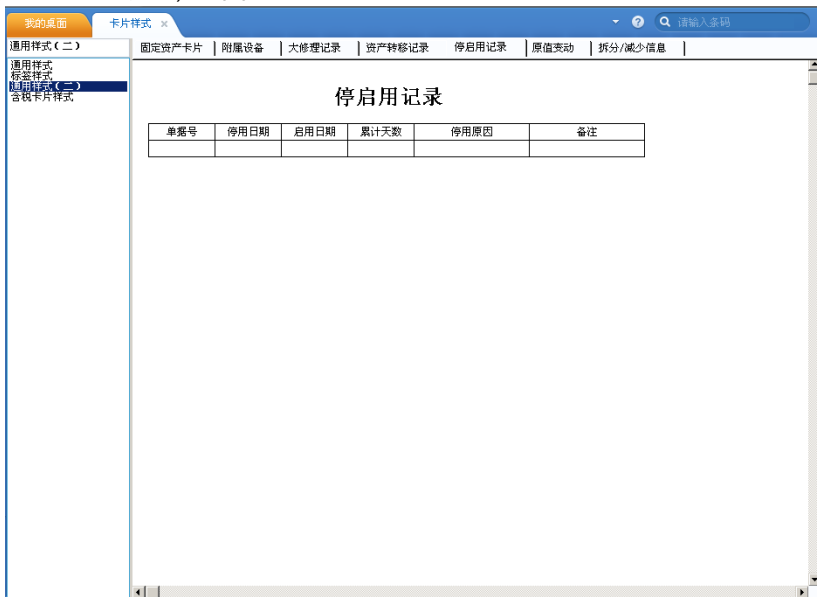 我的桌面 卡片样式 × 请输入条码
通用样式(二) 固定资产卡片 附属设备 大修理记录 资产转移记录 停启用记录 原值变动 拆分/减少信息
通用样式
标签样式
通用样式(二)
含税卡片样式
停启用记录
单据号 停用日期 启用日期 累计天数 停用原因 备注